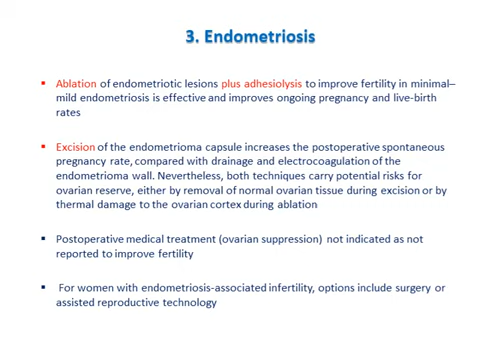 3. Endometriosis
▪ Ablation of endometriotic lesions plus adhesiolysis to improve fertility in minimal–
mild endometriosis is effective and improves ongoing pregnancy and live-birth
rates
▪ Excision of the endometrioma capsule increases the postoperative spontaneous
pregnancy rate, compared with drainage and electrocoagulation of the
endometrioma wall. Nevertheless, both techniques carry potential risks for
ovarian reserve, either by removal of normal ovarian tissue during excision or by
thermal damage to the ovarian cortex during ablation
▪ Postoperative medical treatment (ovarian suppression) not indicated as not
reported to improve fertility
▪ For women with endometriosis-associated infertility, options include surgery or
assisted reproductive technology